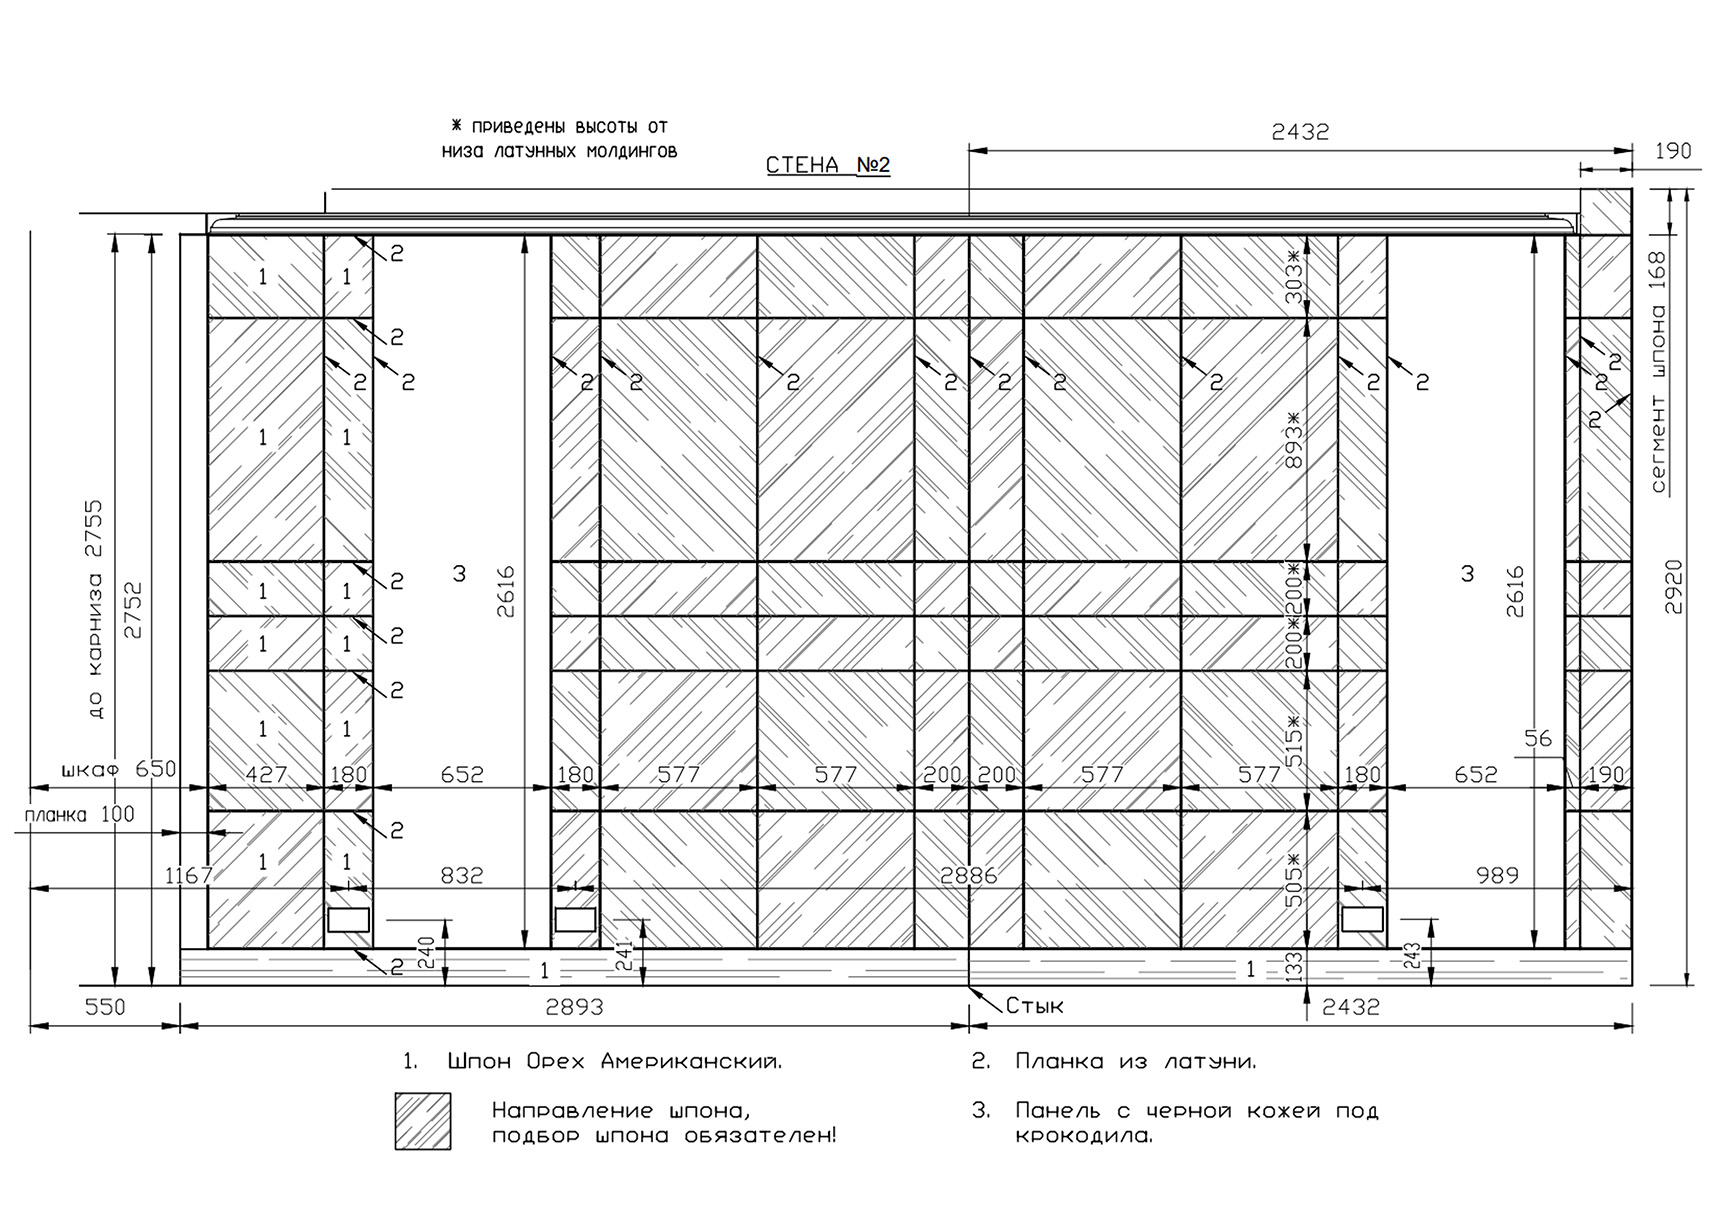 * приведены высоты от
низа латунных молдингов
СТЕНА №2
2432
190
1 1 2
303*
2
сегмент шпона 168
2 2 2 2 2 2 2 2 2 2 2 2 2
2
2
1 1
893*
до карниза 2755
2752
3
2616
3
2616
2920
1 1 2
200*
1 1 2
200*
2
1 1
515*
56
шкаф 650
427 180 652 180 577 577 200 200 577 577 180 652 190
планка 100
2
1 1
1167 832 2886 989
505*
240
241
243
2
1
1
133
Стык
550 2893 2432
1. Шпон Орех Американский.
2. Планка из латуни.
Направление шпона,
подбор шпона обязателен!
3. Панель с черной кожей под
крокодила.